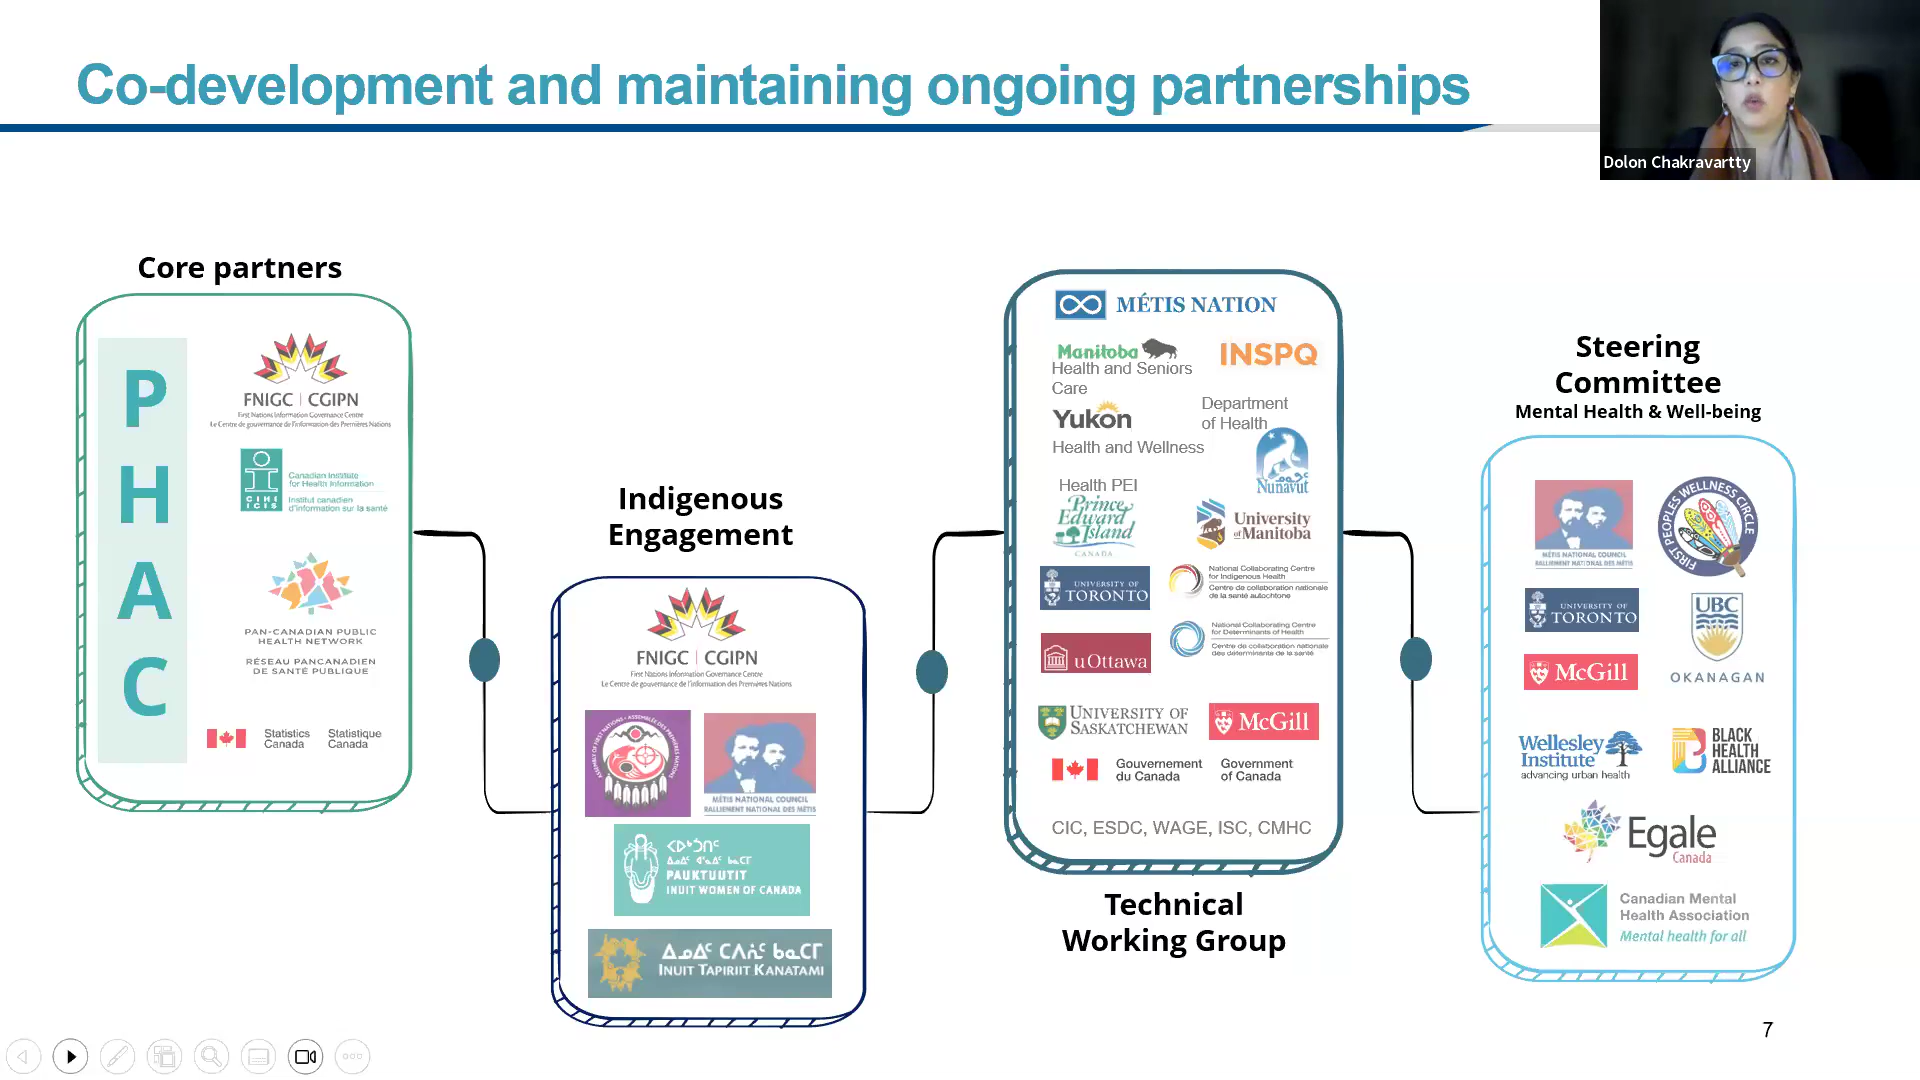 Co-development and maintaining ongoing partnerships
Dolon Chakravartty
Core partners
P
H
A
C
FNIGC | CGIPN
First Nations Information Governance Centre
Le Centre de gouvernance de l'information des Premières Nations
CIHI
ICIS
Canadian Institute
for Health Information
Institut canadien
d'information sur la santé
PAN-CANADIAN PUBLIC
HEALTH NETWORK
RÉSEAU PANCANADIEN
DE SANTÉ PUBLIQUE
Statistics
Canada
Statistique
Canada
Indigenous
Engagement
FNIGC | CGIPN
First Nations Information Governance Centre
Le Centre de gouvernance de l'information des Premières Nations
ASSEMBLY OF FIRST NATIONS • ASSEMBLÉE DES PREMIÈRES NATIONS
MÉTIS NATIONAL COUNCIL
RALLIEMENT NATIONAL DES MÉTIS
PAUKTUUTIT
INUIT WOMEN OF CANADA
ᐃᓄᐃᑦ ᑕᐱᕇᑦ ᑲᓇᑕᒥ
INUIT TAPIRIIT KANATAMI
MÉTIS NATION
Manitoba
Health and Seniors
Care
INSPQ
Yukon
Health and Wellness
Department
of Health
Nunavut
Health PEI
Prince
Edward
Island
CANADA
University
of Manitoba
UNIVERSITY OF
TORONTO
National Collaborating Centre
for Indigenous Health
Centre de collaboration nationale
de la santé autochtone
uOttawa
National Collaborating Centre
for Determinants of Health
Centre de collaboration nationale
des déterminants de la santé
UNIVERSITY OF
SASKATCHEWAN
McGill
Gouvernement
du Canada
Government
of Canada
CIC, ESDC, WAGE, ISC, CMHC
Technical
Working Group
Steering
Committee
Mental Health & Well-being
MÉTIS NATIONAL COUNCIL
RALLIEMENT NATIONAL DES MÉTIS
FIRST PEOPLES WELLNESS CIRCLE
UNIVERSITY OF
TORONTO
UBC
OKANAGAN
McGill
Wellesley
Institute
advancing urban health
BLACK
HEALTH
ALLIANCE
Egale
Canada
Canadian Mental
Health Association
Mental health for all
7